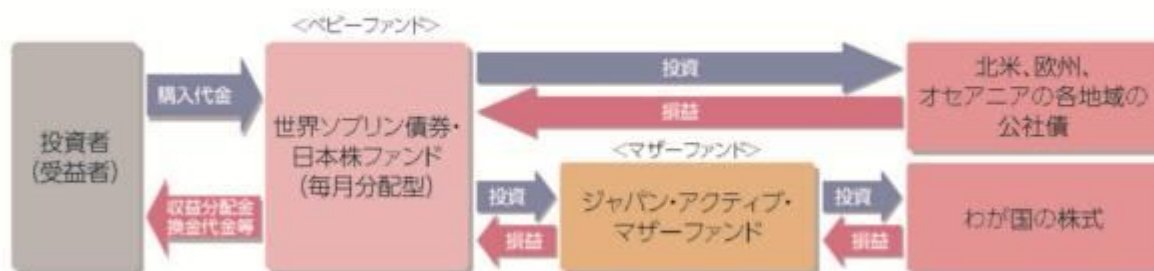 <ベビーファンド>
投資者
(受益者)
購入代金
収益分配金
換金代金等
世界ソブリン債券・
日本株ファンド
(毎月分配型)
投資
損益
北米、欧州、
オセアニアの各地域の
公社債
<マザーファンド>
投資
損益
ジャパン・アクティブ・
マザーファンド
投資
損益
わが国の株式